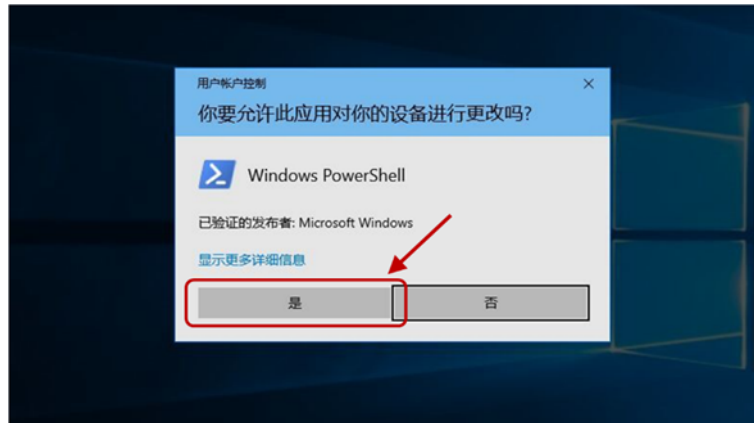 用户帐户控制
你要允许此应用对你的设备进行更改吗?
Windows PowerShell
已验证的发布者: Microsoft Windows
显示更多详细信息
是
否